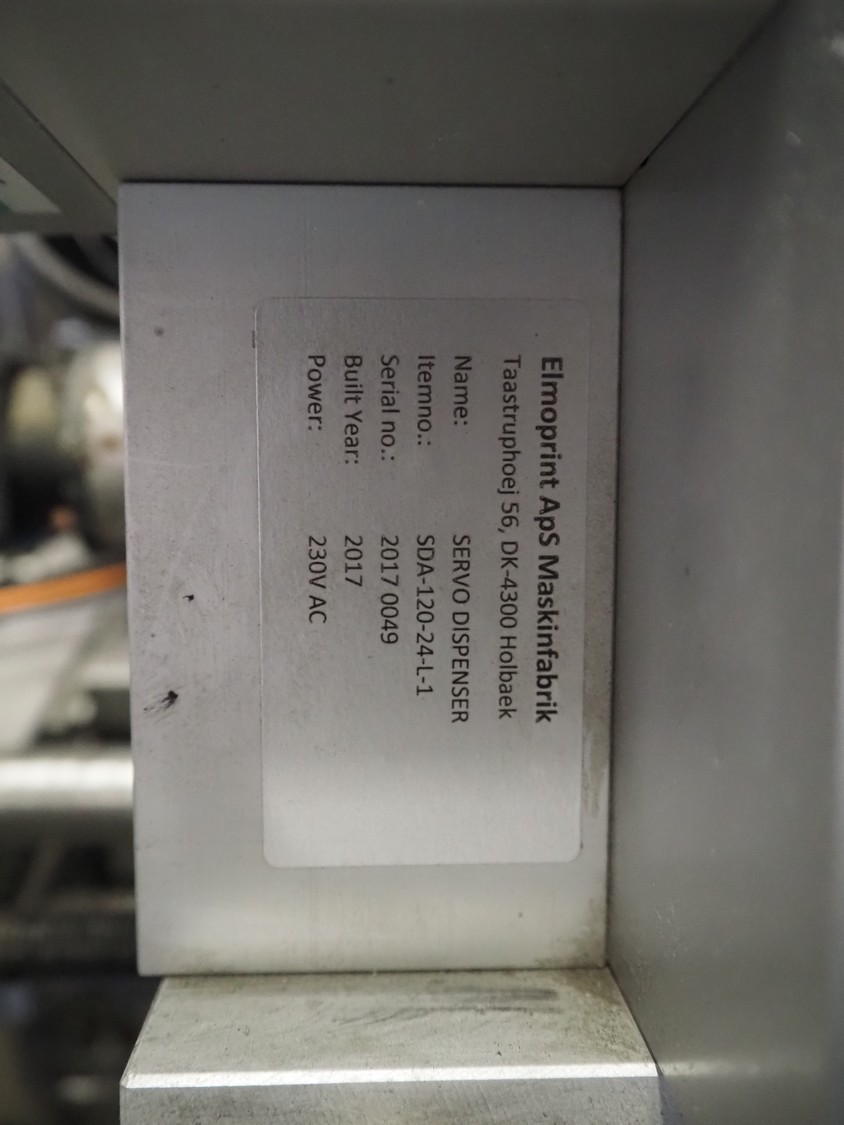 Elmoprint ApS Maskinfabrik
Taastruphoej 56, DK-4300 Holbaek
Name: SERVO DISPENSER
Itemno.: SDA-120-24-L-1
Serial no.: 2017 0049
Built Year: 2017
Power: 230V AC